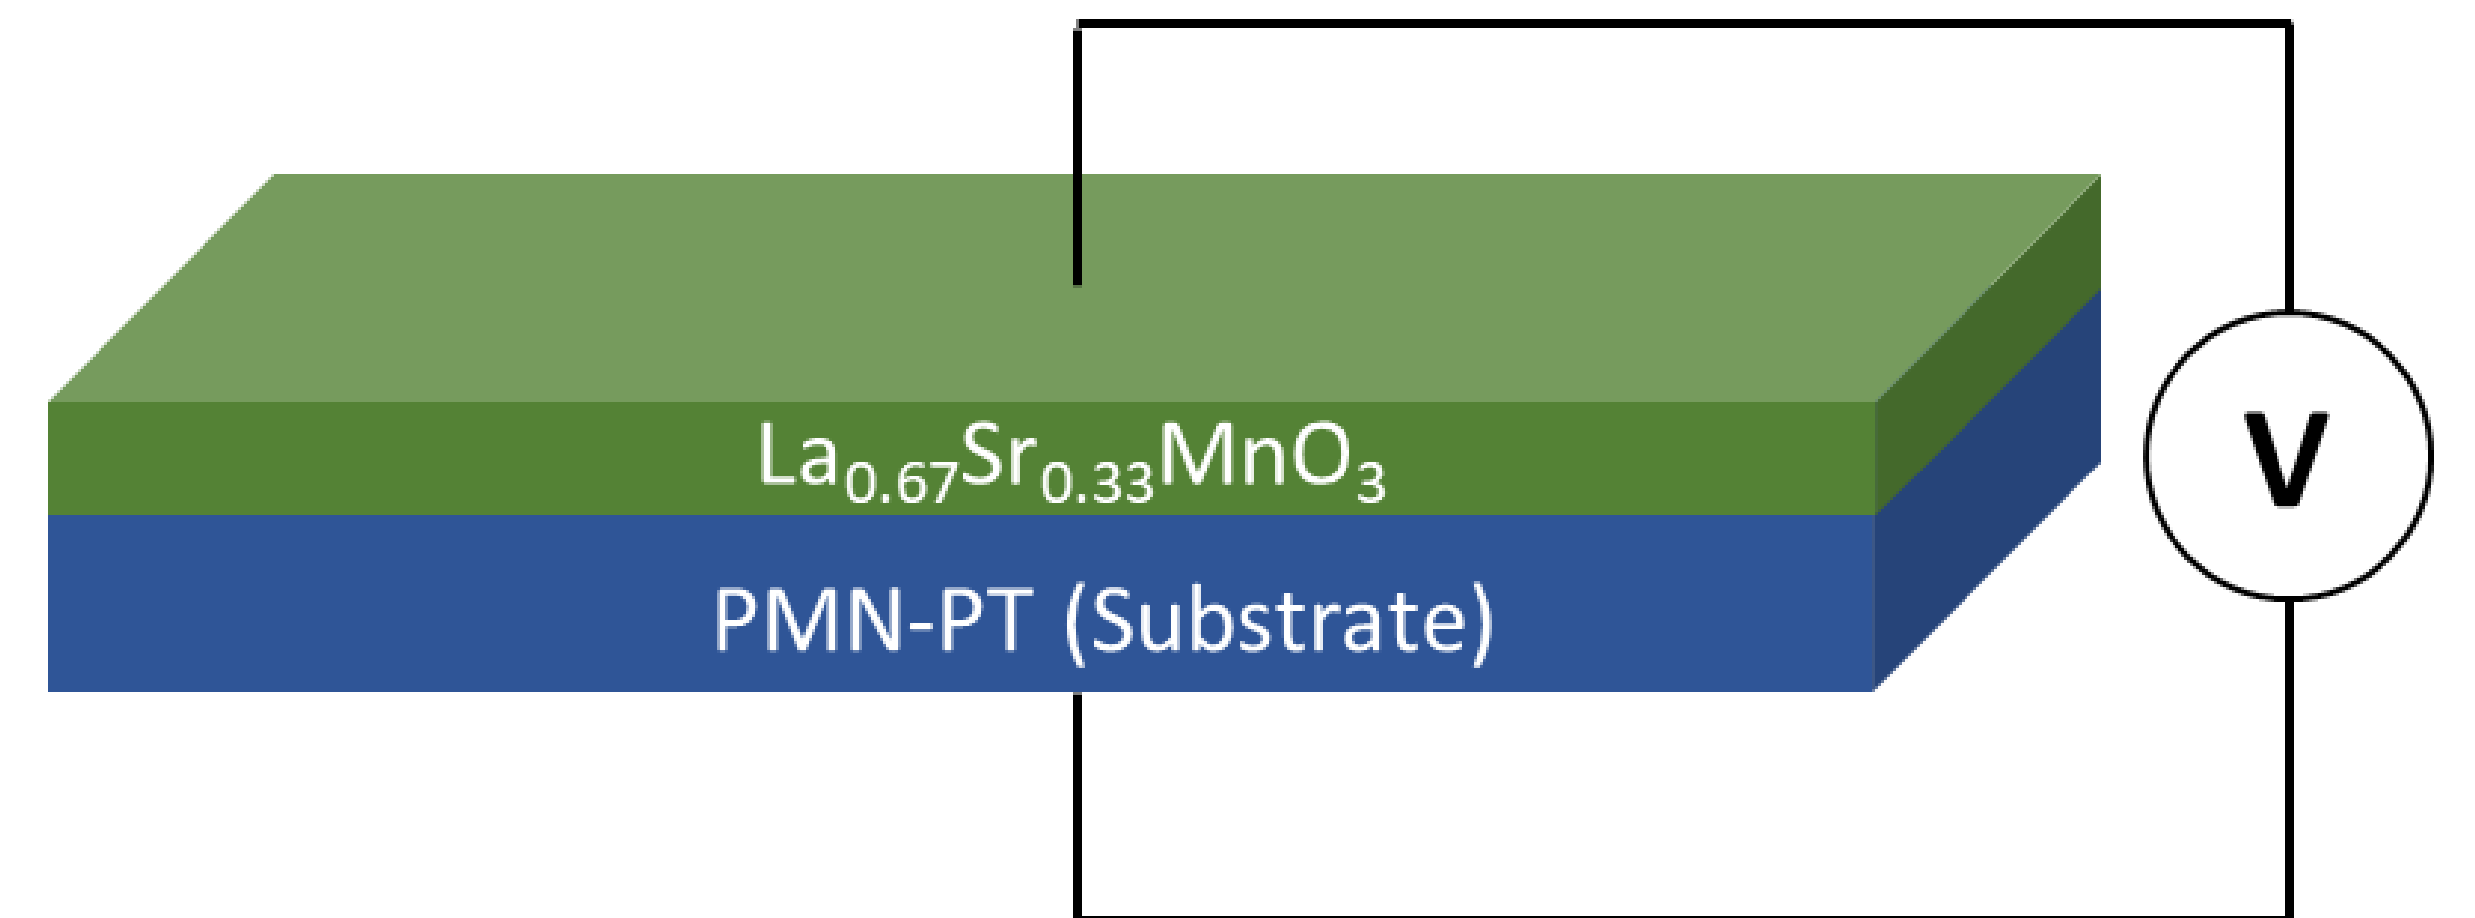 La₀.₆₇Sr₀.₃₃MnO₃
V
PMN-PT (Substrate)